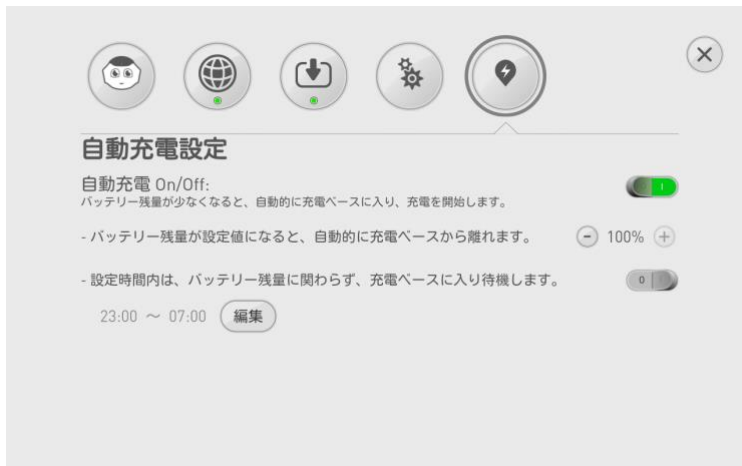 自動充電設定
自動充電 On/Off:
バッテリー残量が少なくなると、自動的に充電ベースに入り、充電を開始します。
- バッテリー残量が設定値になると、自動的に充電ベースから離れます。 100%
- 設定時間内は、バッテリー残量に関わらず、充電ベースに入り待機します。
23:00 ～ 07:00 編集